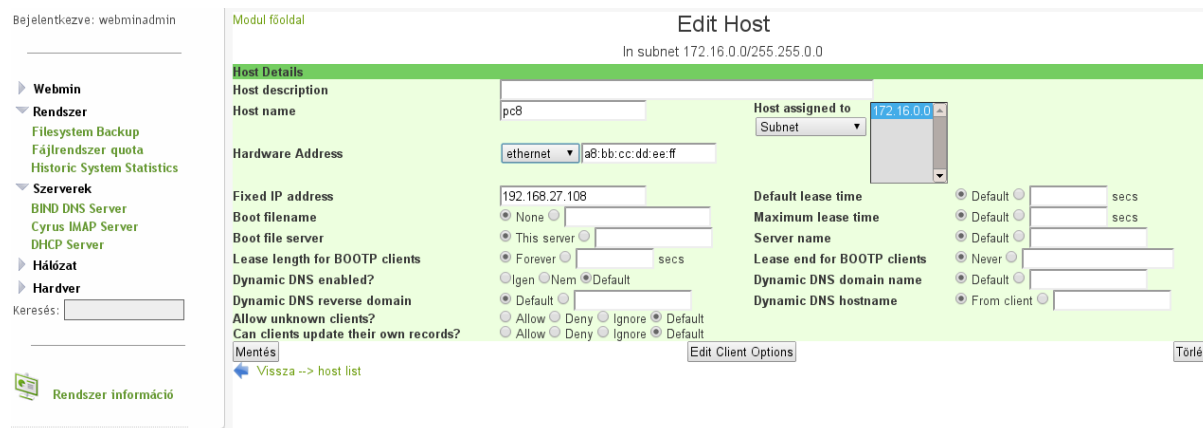 Bejelentkezve: webminadmin
Webmin
Rendszer
Filesystem Backup
Fájlrendszer quota
Historic System Statistics
Szerverek
BIND DNS Server
Cyrus IMAP Server
DHCP Server
Hálózat
Hardver
Keresés:
Rendszer információ
Modul főoldal
Edit Host
In subnet 172.16.0.0/255.255.0.0
Host Details
Host description
Host name pc8 Host assigned to Subnet 172.16.0.0
Hardware Address ethernet a8:bb:cc:dd:ee:ff
Fixed IP address 192.168.27.108 Default lease time Default secs
Boot filename None Maximum lease time Default secs
Boot file server This server Server name Default
Lease length for BOOTP clients Forever secs Lease end for BOOTP clients Never
Dynamic DNS enabled? Igen Nem Default Dynamic DNS domain name Default
Dynamic DNS reverse domain Default Dynamic DNS hostname From client
Allow unknown clients? Allow Deny Ignore Default
Can clients update their own records? Allow Deny Ignore Default
Mentés Edit Client Options Törlé
Vissza --> host list